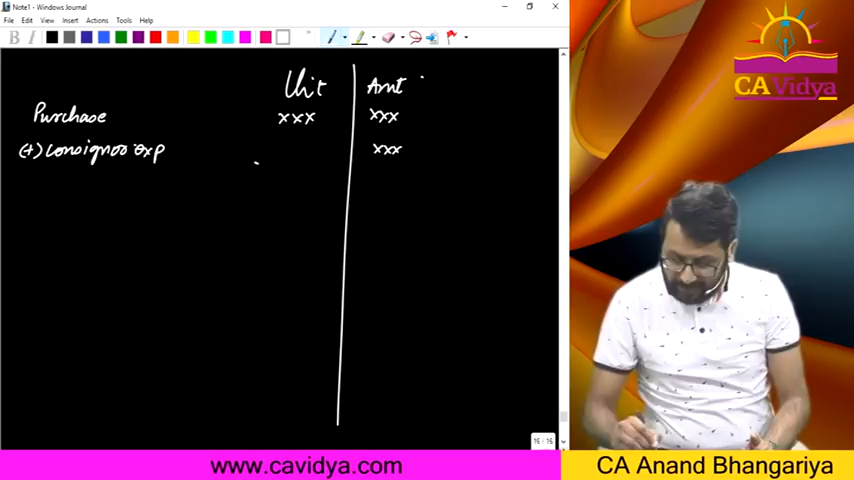 Note1 - Windows Journal
File Edit View Insert Actions Tools Help
B I
Unit Amt
Purchase xxx xxx
(+) Consignor exp xxx
15 / 16
CA Vidya
www.cavidya.com
CA Anand Bhangariya